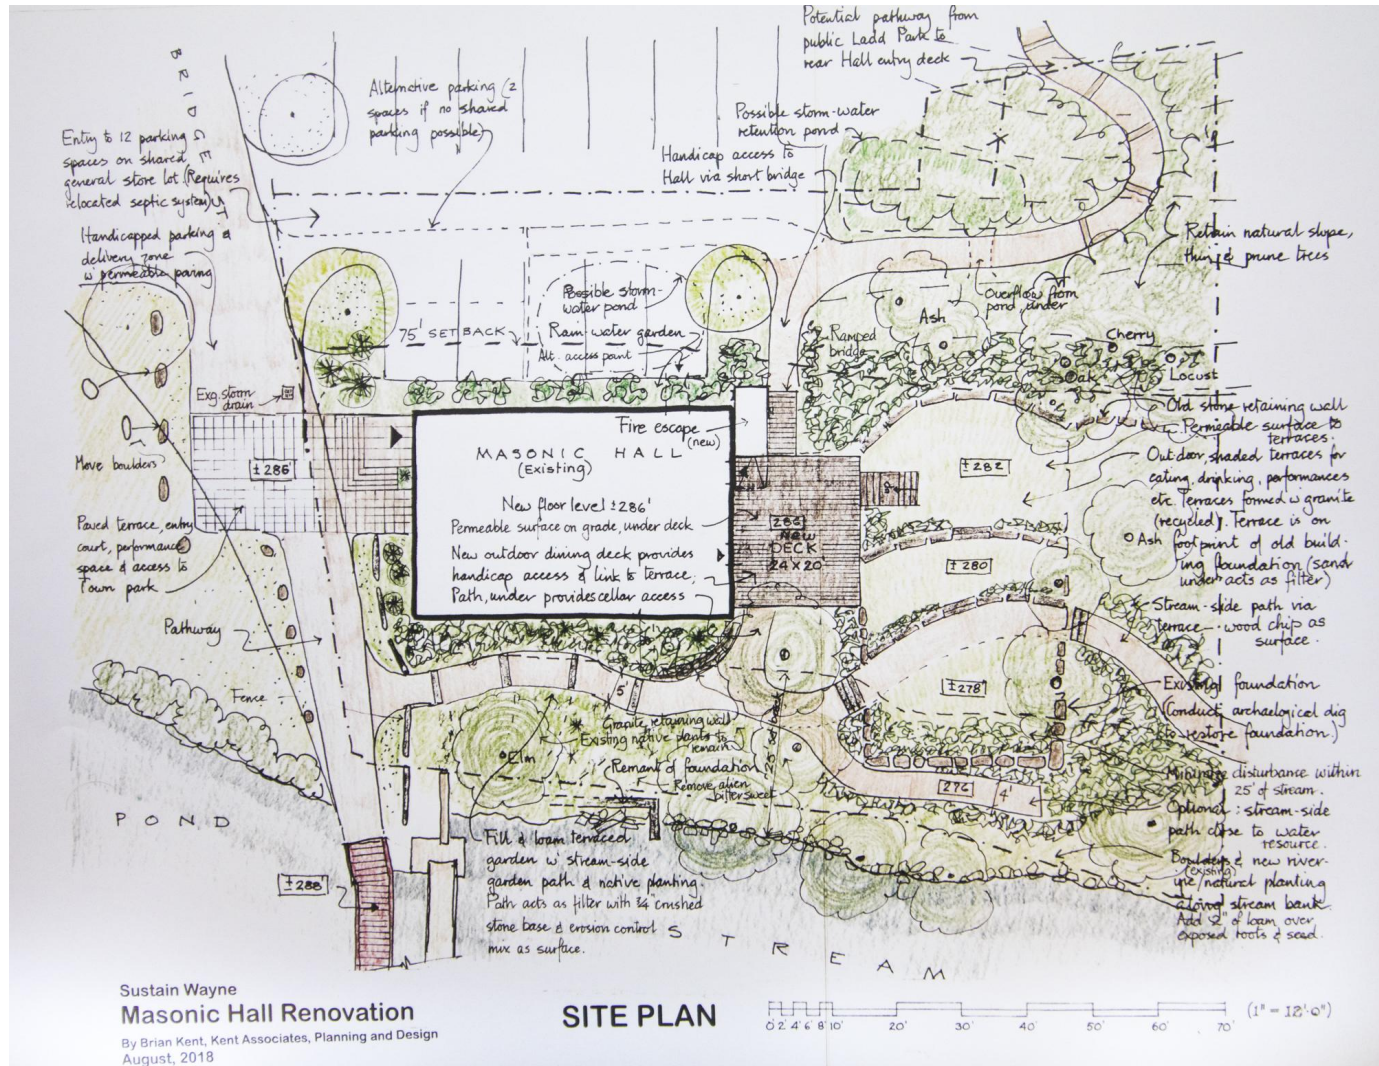 Potential pathway from
public Ladd Park to
rear Hall entry deck
BRIDGE ST
Alternative parking (2
spaces if no shared
parking possible)
Possible storm-water
retention pond
Handicap access to
Hall via short bridge
Entry to 12 parking
spaces on shared
general store lot (Requires
relocated septic system)
Handicapped parking &
delivery zone
w permeable paving
Retain natural slope,
thin & prune trees
Possible storm-
water pond
Rain-water garden
Alt. access point
75' SETBACK
Overflow from
pond, under
Ash
Ramped
bridge
Cherry
Oak
Locust
Exg. storm
drain
Move boulders
±286'
Fire escape
(new)
MASONIC HALL
(Existing)
New floor level ±286'
Permeable surface on grade, under deck
New outdoor dining deck provides
handicap access & link to terrace,
Path, under provides cellar access
286'
NEW
DECK
24'X20'
±282'
±280'
±278'
Old stone retaining wall
Permeable surface to
terraces.
Outdoor, shaded terraces for
eating, drinking, performances
etc. Terraces formed w granite
(recycled). Terrace is on
footprint of old build-
ing foundation (sand
under acts as filter)
Ash
Stream-side path via
terrace - wood chip as
surface.
Existing foundation
Conduct archaelogical dig
to restore foundation.)
Minimize disturbance within
25' of stream.
Optional: stream-side
path close to water
resource.
Boulders & new river-
(existing)
ine/natural planting
along stream bank.
Add 2" of loam over
exposed roots & seed.
Paved terrace, entry
court, performance
space & access to
Town park
Pathway
Fence
5'
Granite retaining wall
Existing native plants to
remain
Elm
Remant of foundation
Remove alien
bittersweet
25' setback
276
4'
POND
±288'
Fill & loam terraced
garden w stream-side
garden path & native planting.
Path acts as filter with ¾" crushed
stone base & erosion control
mix as surface.
STREAM
Sustain Wayne
Masonic Hall Renovation
By Brian Kent, Kent Associates, Planning and Design
August, 2018
SITE PLAN
0' 2' 4' 6' 8' 10' 20' 30' 40' 50' 60' 70'
(1" = 12'-0")